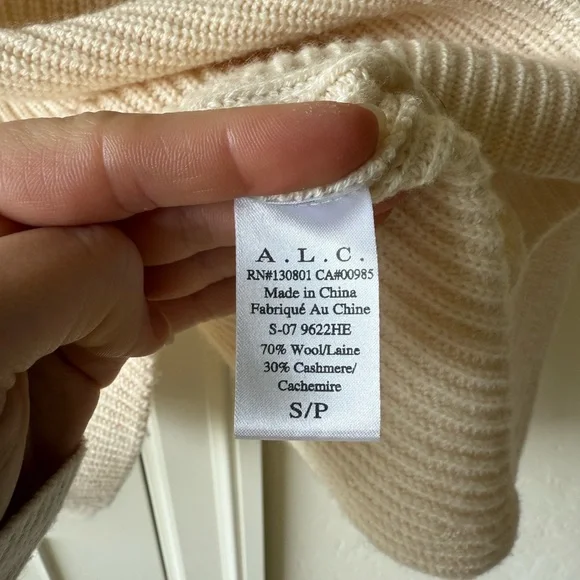 A.L.C.
RN#130801 CA#00985
Made in China
Fabriqué Au Chine
S-07 9622HE
70% Wool/Laine
30% Cashmere/
Cachemire
S/P